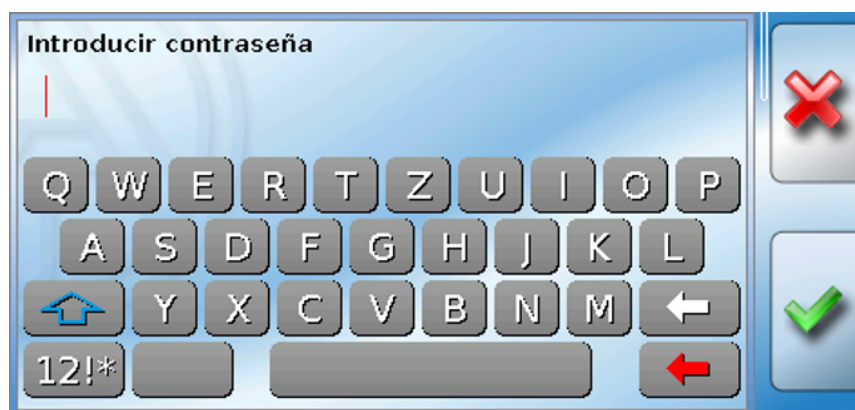 Introducir contraseña
Q W E R T Z U I O P
A S D F G H J K L
Y X C V B N M
12!*